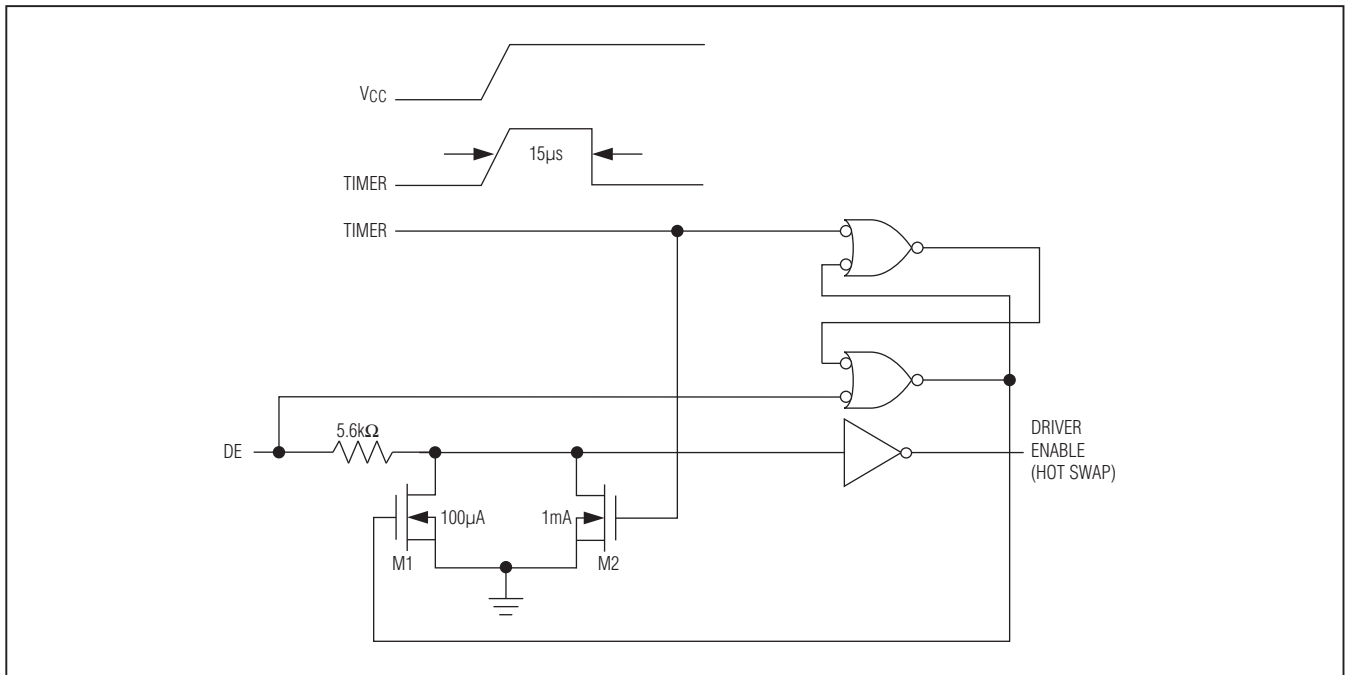 VCC
15µs
TIMER
TIMER
5.6kΩ
DE
DRIVER
ENABLE
(HOT SWAP)
100µA
1mA
M1
M2